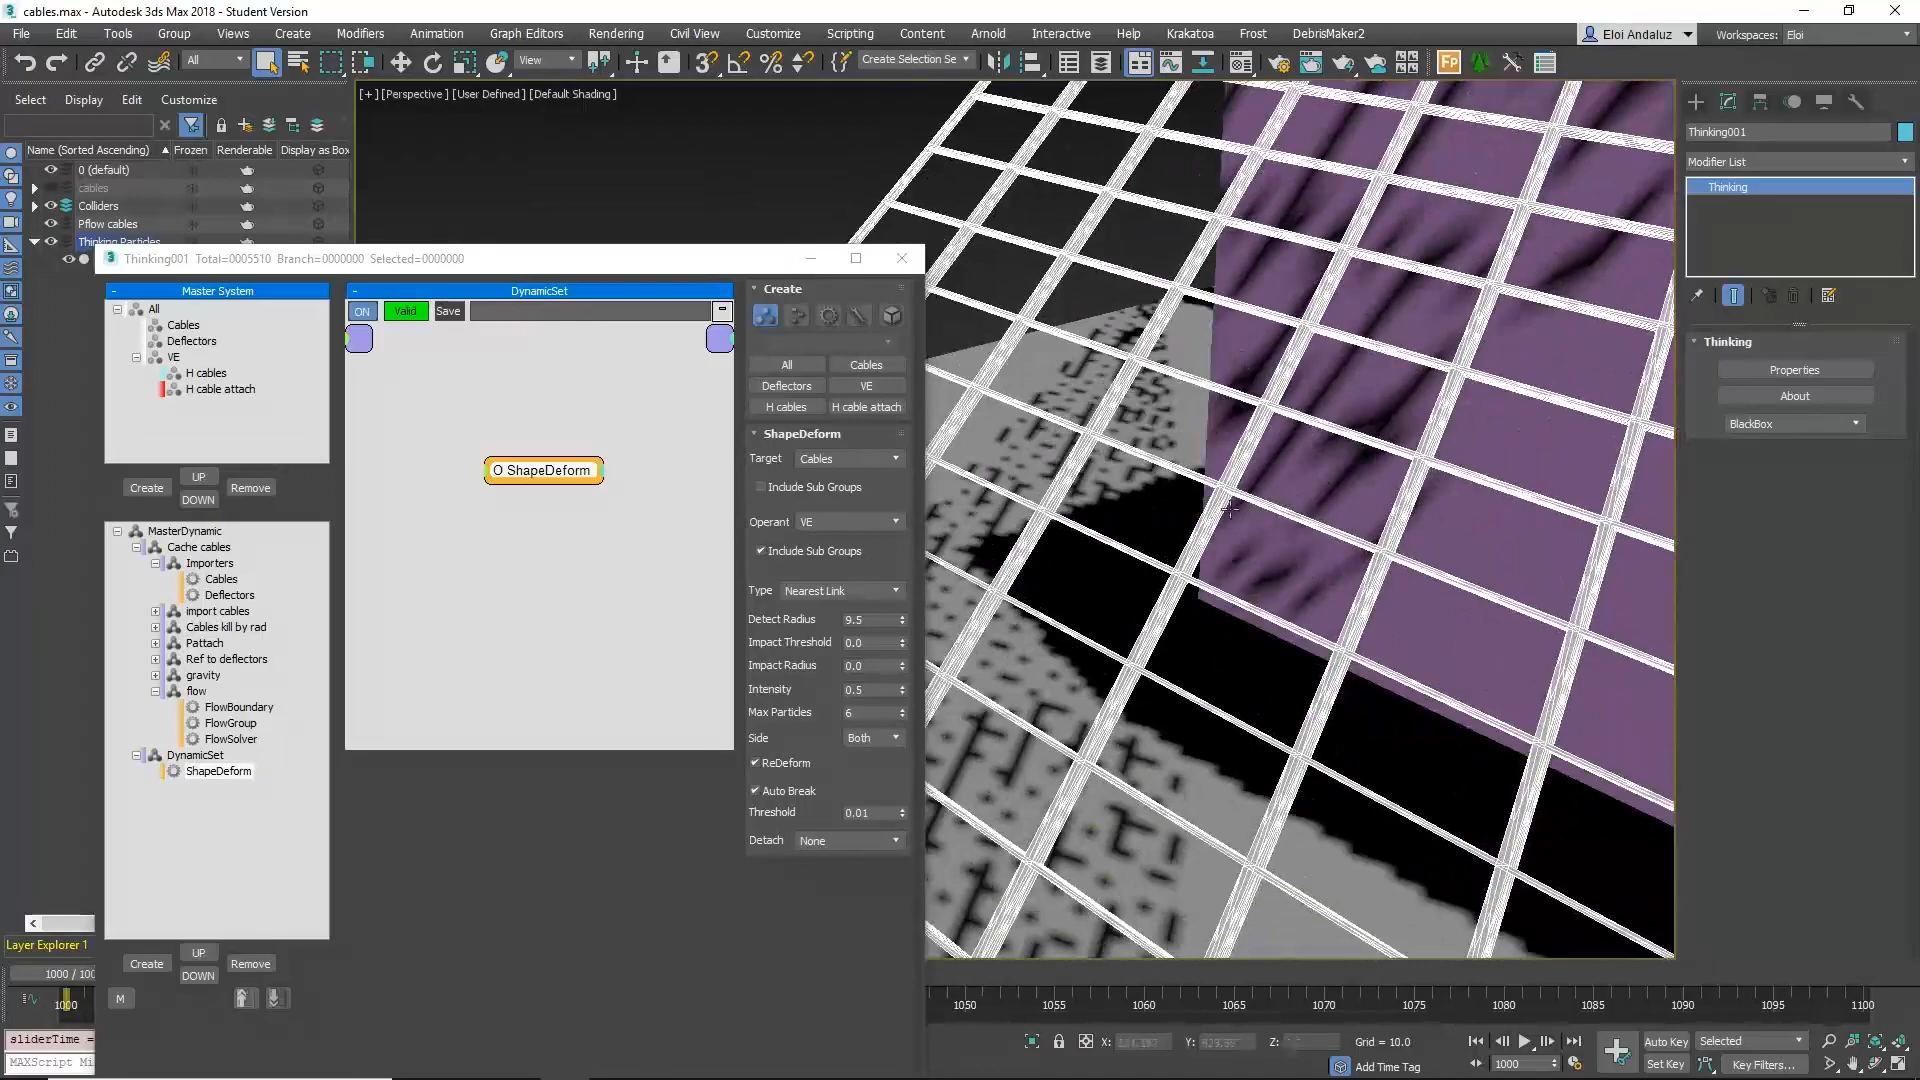 cables.max - Autodesk 3ds Max 2018 - Student Version
File Edit Tools Group Views Create Modifiers Animation Graph Editors Rendering Civil View Customize Scripting Content Arnold Interactive Help Krakatoa Frost DebrisMaker2
Eloi Andaluz Workspaces: Eloi
All View Create Selection Se
Select Display Edit Customize
[+] [Perspective] [User Defined] [Default Shading]
Name (Sorted Ascending) Frozen Renderable Display as Box
0 (default)
cables
Colliders
Pflow cables
Thinking Particles
Thinking001 Total=0005510 Branch=0000000 Selected=0000000
Master System
All
Cables
Deflectors
VE
H cables
H cable attach
Create UP DOWN Remove
MasterDynamic
Cache cables
Importers
Cables
Deflectors
import cables
Cables kill by rad
Pattach
Ref to deflectors
gravity
flow
FlowBoundary
FlowGroup
FlowSolver
DynamicSet
ShapeDeform
Create UP DOWN Remove
M
DynamicSet
ON Valid Save
O ShapeDeform
Create
All Cables
Deflectors VE
H cables H cable attach
ShapeDeform
Target Cables
Include Sub Groups
Operant VE
Include Sub Groups
Type Nearest Link
Detect Radius 9.5
Impact Threshold 0.0
Impact Radius 0.0
Intensity 0.5
Max Particles 6
Side Both
ReDeform
Auto Break
Threshold 0.01
Detach None
Thinking001
Modifier List
Thinking
Thinking
Properties
About
BlackBox
Layer Explorer 1
1000 / 100
1000
1050 1055 1060 1065 1070 1075 1080 1085 1090 1095 1100
sliderTime =
MAXScript Mi
X: Y: Z: Grid = 10.0
Add Time Tag
1000
Auto Key Selected
Set Key Key Filters...